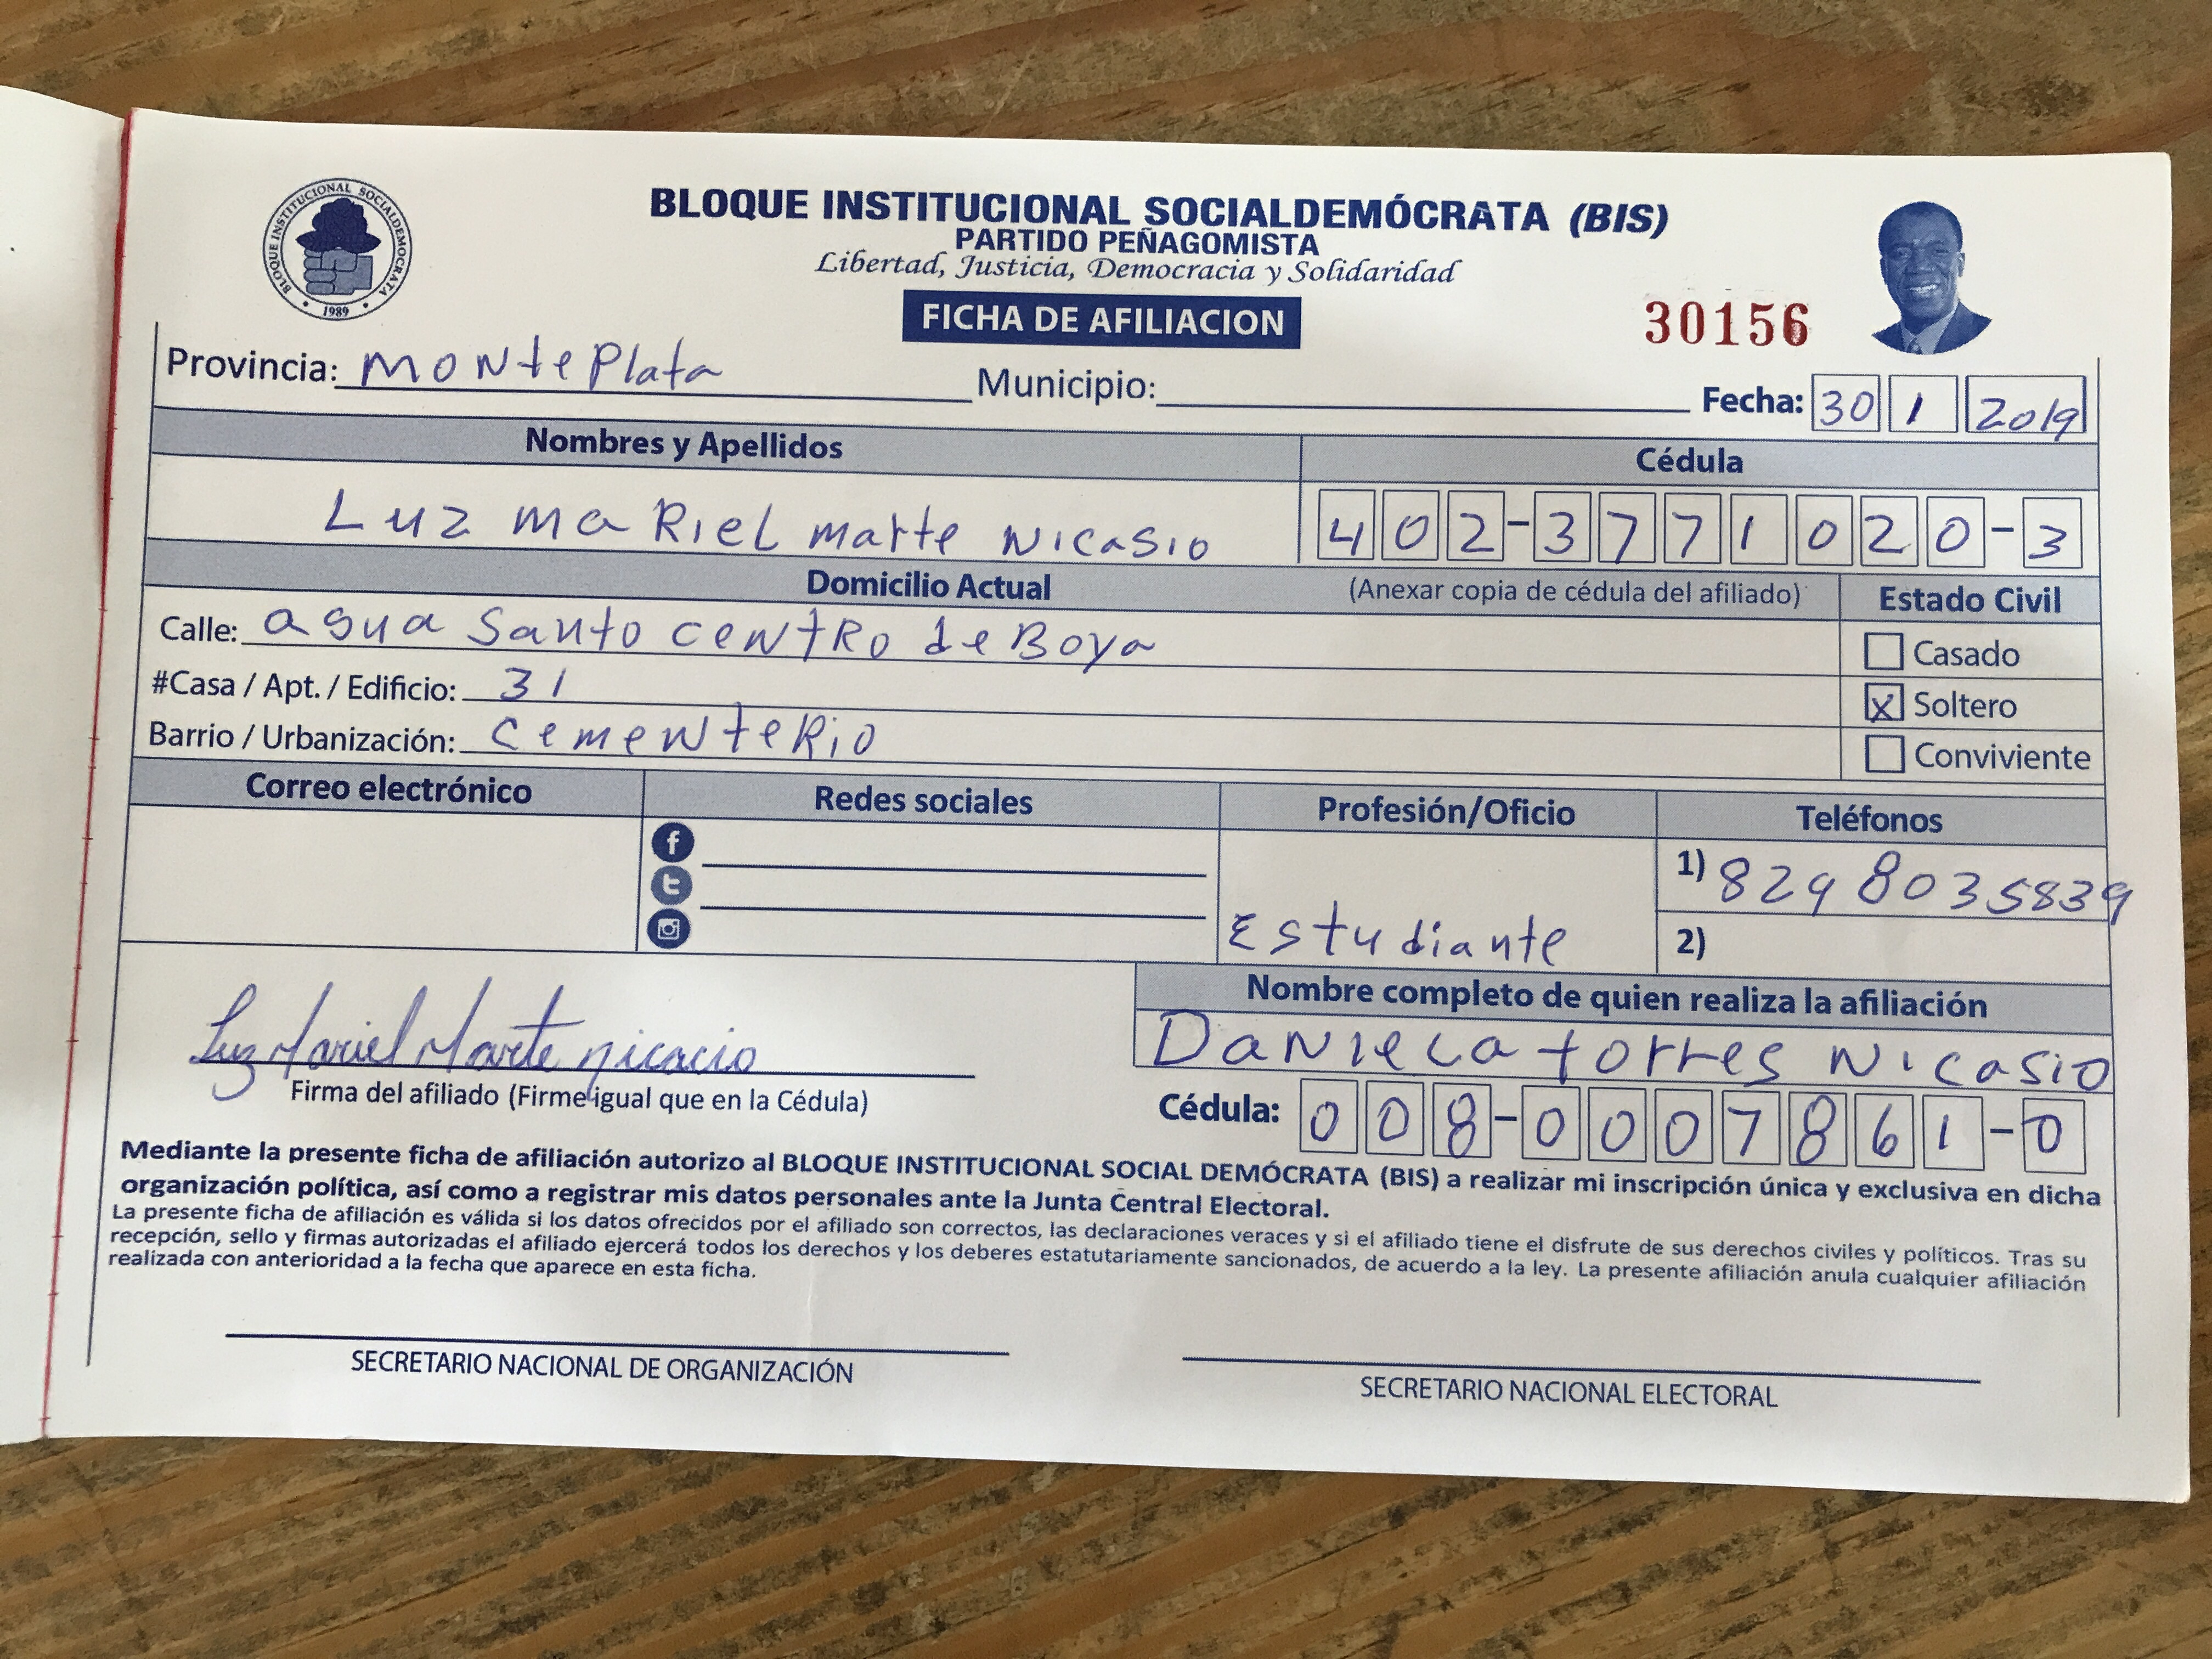 BLOQUE INSTITUCIONAL SOCIALDEMOCRATA
1989
BLOQUE INSTITUCIONAL SOCIALDEMÓCRATA (BIS)
PARTIDO PEÑAGOMISTA
Libertad, Justicia, Democracia y Solidaridad
FICHA DE AFILIACION
30156
Provincia: Monte Plata Municipio: Fecha: 30 1 2019
Nombres y Apellidos Cédula
Luz maRiel marte Nicasio 402-3771020-3
Domicilio Actual (Anexar copia de cédula del afiliado) Estado Civil
Calle: agua Santo centRo de Boya Casado
#Casa / Apt. / Edificio: 31 X Soltero
Barrio / Urbanización: cementeRio Conviviente
Correo electrónico Redes sociales Profesión/Oficio Teléfonos
Estudiante 1) 829 8035839
2)
Nombre completo de quien realiza la afiliación
Luz Mariel Marte nicacio Daniela torres Nicasio
Firma del afiliado (Firme igual que en la Cédula) Cédula: 008-0007861-0
Mediante la presente ficha de afiliación autorizo al BLOQUE INSTITUCIONAL SOCIAL DEMÓCRATA (BIS) a realizar mi inscripción única y exclusiva en dicha
organización política, así como a registrar mis datos personales ante la Junta Central Electoral.
La presente ficha de afiliación es válida si los datos ofrecidos por el afiliado son correctos, las declaraciones veraces y si el afiliado tiene el disfrute de sus derechos civiles y políticos. Tras su
recepción, sello y firmas autorizadas el afiliado ejercerá todos los derechos y los deberes estatutariamente sancionados, de acuerdo a la ley. La presente afiliación anula cualquier afiliación
realizada con anterioridad a la fecha que aparece en esta ficha.
SECRETARIO NACIONAL DE ORGANIZACIÓN SECRETARIO NACIONAL ELECTORAL